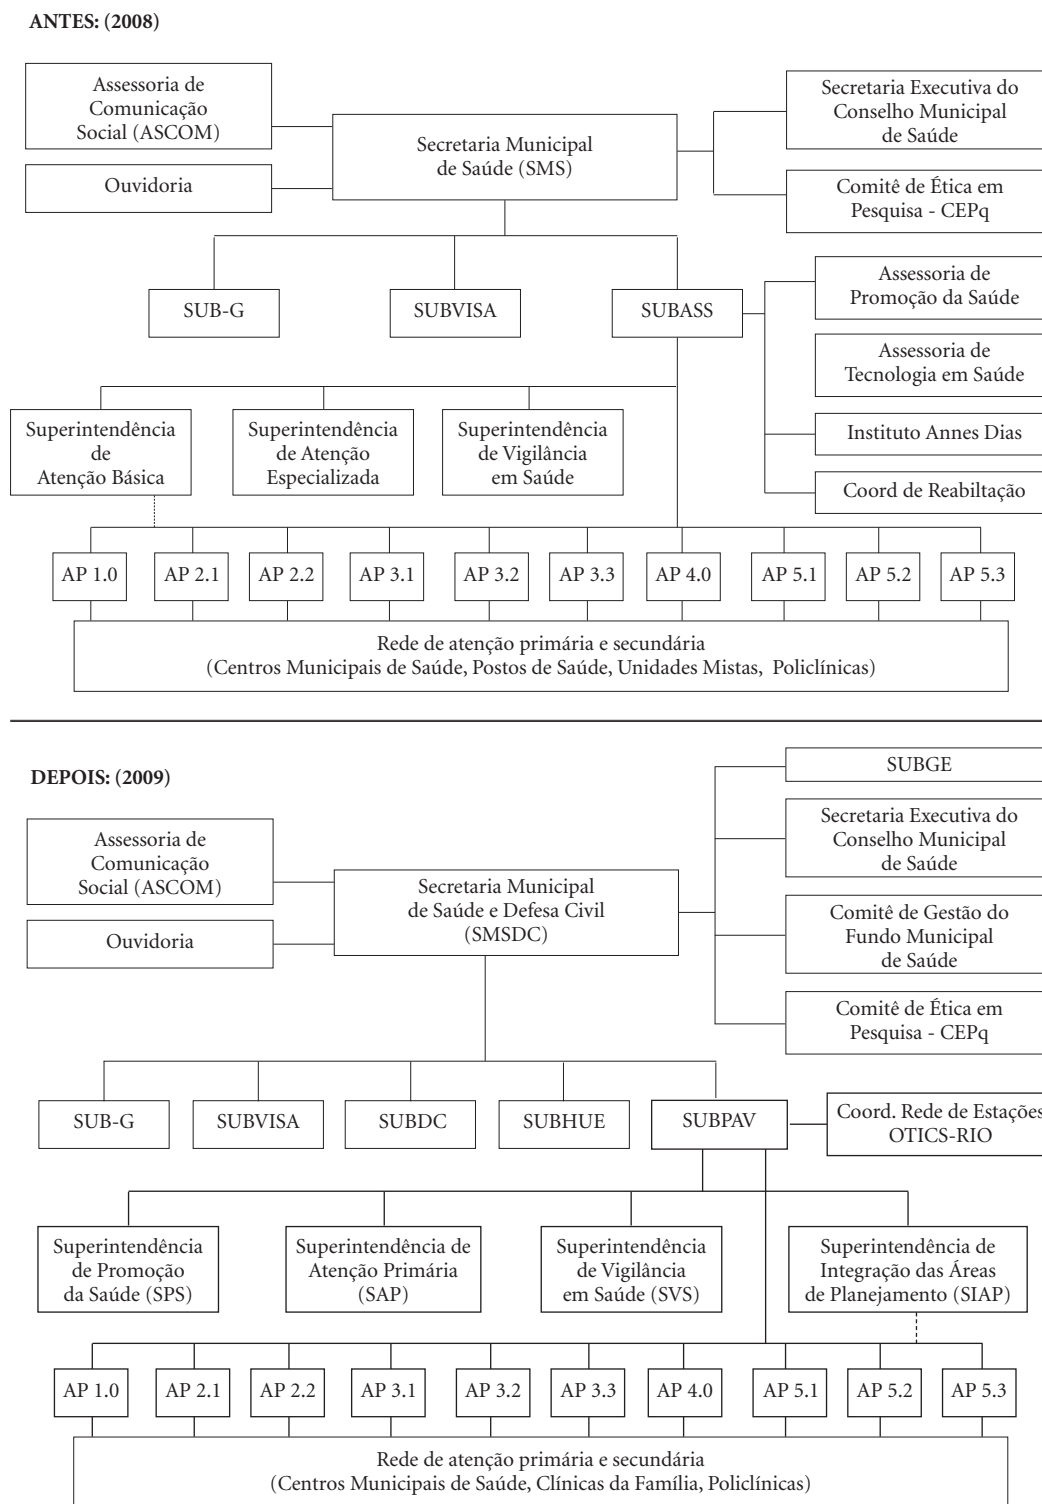 ANTES: (2008)
Assessoria de
Comunicação
Social (ASCOM)
Ouvidoria
Secretaria Municipal
de Saúde (SMS)
Secretaria Executiva do
Conselho Municipal
de Saúde
Comitê de Ética em
Pesquisa - CEPq
SUB-G
SUBVISA
SUBASS
Assessoria de
Promoção da Saúde
Assessoria de
Tecnologia em Saúde
Instituto Annes Dias
Coord de Reabiltação
Superintendência
de
Atenção Básica
Superintendência
de Atenção
Especializada
Superintendência
de Vigilância
em Saúde
AP 1.0
AP 2.1
AP 2.2
AP 3.1
AP 3.2
AP 3.3
AP 4.0
AP 5.1
AP 5.2
AP 5.3
Rede de atenção primária e secundária
(Centros Municipais de Saúde, Postos de Saúde, Unidades Mistas, Policlínicas)
DEPOIS: (2009)
Assessoria de
Comunicação
Social (ASCOM)
Ouvidoria
Secretaria Municipal
de Saúde e Defesa Civil
(SMSDC)
SUBGE
Secretaria Executiva do
Conselho Municipal
de Saúde
Comitê de Gestão do
Fundo Municipal
de Saúde
Comitê de Ética em
Pesquisa - CEPq
SUB-G
SUBVISA
SUBDC
SUBHUE
SUBPAV
Coord. Rede de Estações
OTICS-RIO
Superintendência
de Promoção
da Saúde (SPS)
Superintendência de
Atenção Primária
(SAP)
Superintendência
de Vigilância
em Saúde (SVS)
Superintendência de
Integração das Áreas
de Planejamento (SIAP)
AP 1.0
AP 2.1
AP 2.2
AP 3.1
AP 3.2
AP 3.3
AP 4.0
AP 5.1
AP 5.2
AP 5.3
Rede de atenção primária e secundária
(Centros Municipais de Saúde, Clínicas da Família, Policlínicas)